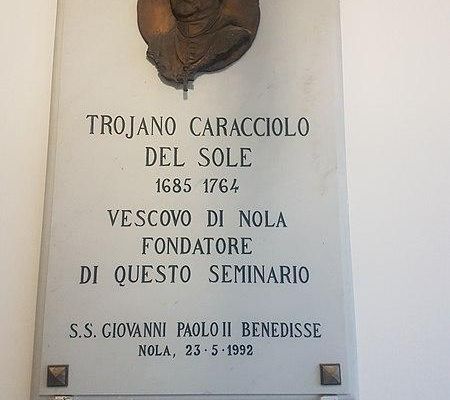 TROJANO CARACCIOLO
DEL SOLE
1685 1764
VESCOVO DI NOLA
FONDATORE
DI QUESTO SEMINARIO
S.S. GIOVANNI PAOLO II BENEDISSE
NOLA, 23·5·1992